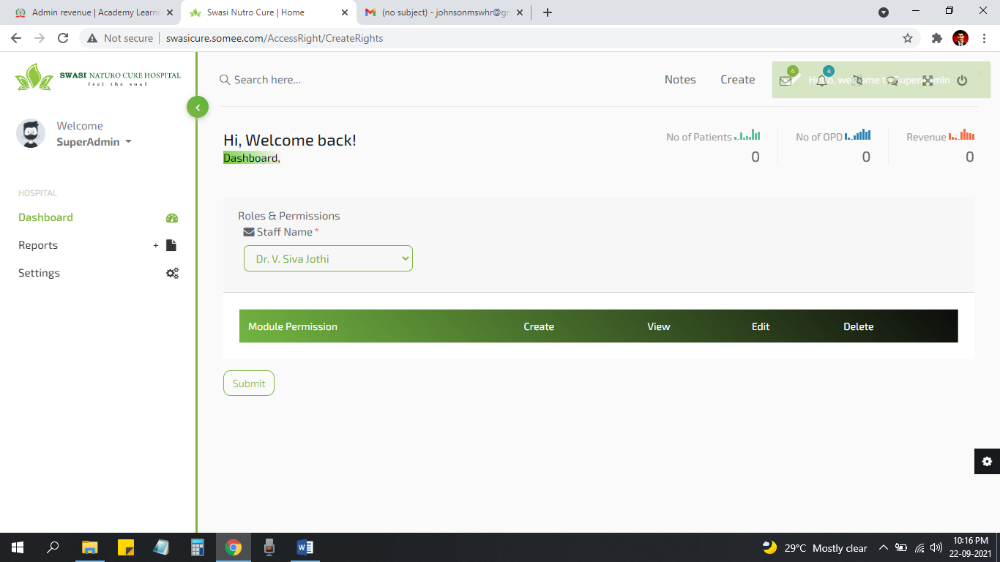 Admin revenue | Academy Learni
Swasi Nutro Cure | Home
(no subject) - johnsonmswhr@gm
Not secure
swasicure.somee.com/AccessRight/CreateRights
SWASI NATURO CURE HOSPITAL
feel the soul
Search here...
Notes
Create
4
4
Hello, welcome to SuperAdmin
Welcome
SuperAdmin
Hi, Welcome back!
Dashboard,
No of Patients
0
No of OPD
0
Revenue
0
HOSPITAL
Dashboard
Reports +
Settings
Roles & Permissions
Staff Name *
Dr. V. Siva Jothi
Module Permission Create View Edit Delete
Submit
29°C Mostly clear
10:16 PM
22-09-2021